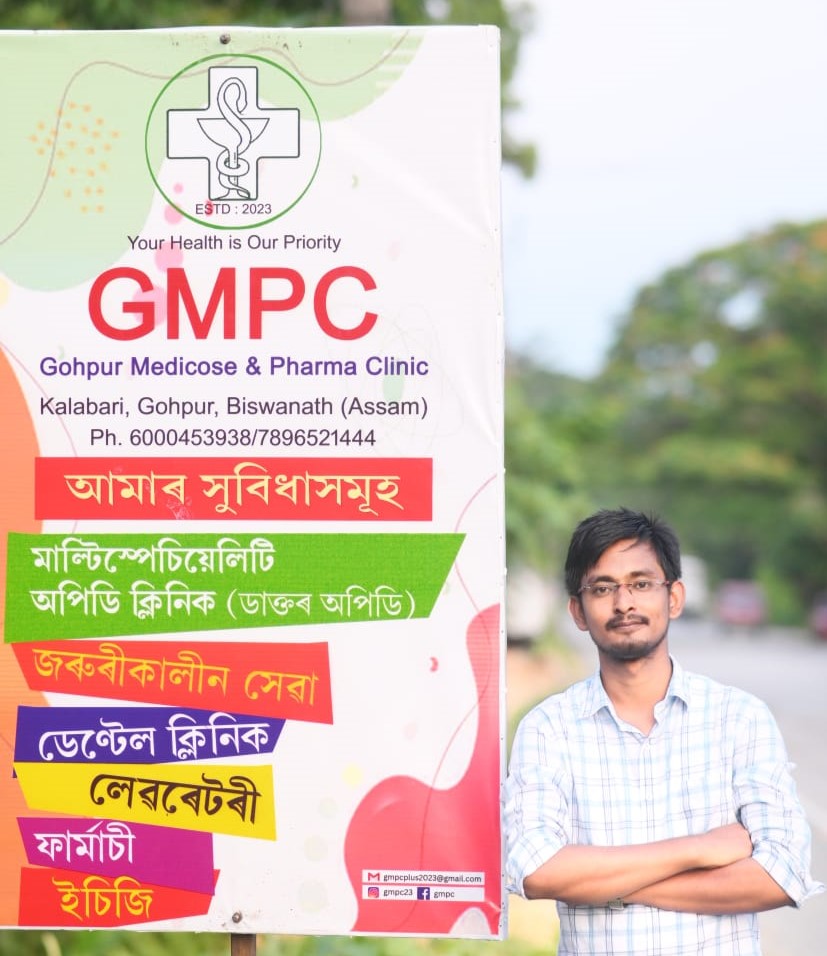 ESTD : 2023
Your Health is Our Priority
GMPC
Gohpur Medicose & Pharma Clinic
Kalabari, Gohpur, Biswanath (Assam)
Ph. 6000453938/7896521444
আমাৰ সুবিধাসমূহ
মাল্টিস্পেচিয়েলিটি
অপিডি ক্লিনিক (ডাক্তৰ অপিডি)
জৰুৰীকালীন সেৱা
ডেণ্টেল ক্লিনিক
লেৱৰেটৰী
ফাৰ্মাচী
ইচিজি
gmpcplus2023@gmail.com
gmpc23 gmpc